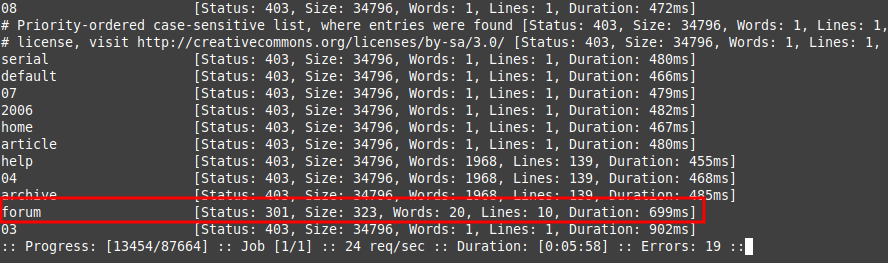 08 [Status: 403, Size: 34796, Words: 1, Lines: 1, Duration: 472ms]
# Priority-ordered case-sensitive list, where entries were found [Status: 403, Size: 34796, Words: 1, Lines: 1,
# license, visit http://creativecommons.org/licenses/by-sa/3.0/ [Status: 403, Size: 34796, Words: 1, Lines: 1,
serial [Status: 403, Size: 34796, Words: 1, Lines: 1, Duration: 480ms]
default [Status: 403, Size: 34796, Words: 1, Lines: 1, Duration: 466ms]
07 [Status: 403, Size: 34796, Words: 1, Lines: 1, Duration: 479ms]
2006 [Status: 403, Size: 34796, Words: 1, Lines: 1, Duration: 482ms]
home [Status: 403, Size: 34796, Words: 1, Lines: 1, Duration: 467ms]
article [Status: 403, Size: 34796, Words: 1, Lines: 1, Duration: 480ms]
help [Status: 403, Size: 34796, Words: 1968, Lines: 139, Duration: 455ms]
04 [Status: 403, Size: 34796, Words: 1968, Lines: 139, Duration: 468ms]
archive [Status: 403, Size: 34796, Words: 1968, Lines: 139, Duration: 485ms]
forum [Status: 301, Size: 323, Words: 20, Lines: 10, Duration: 699ms]
03 [Status: 403, Size: 34796, Words: 1, Lines: 1, Duration: 902ms]
:: Progress: [13454/87664] :: Job [1/1] :: 24 req/sec :: Duration: [0:05:58] :: Errors: 19 ::